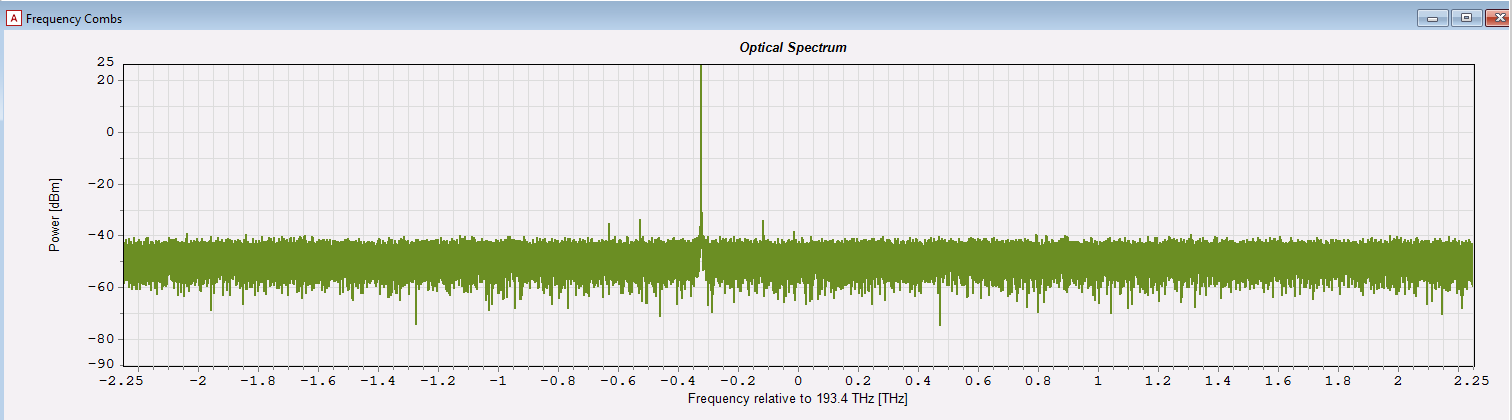 A Frequency Combs
Optical Spectrum
25
20
0
-20
-40
-60
-80
-90
Power [dBm]
-2.25 -2 -1.8 -1.6 -1.4 -1.2 -1 -0.8 -0.6 -0.4 -0.2 0 0.2 0.4 0.6 0.8 1 1.2 1.4 1.6 1.8 2 2.25
Frequency relative to 193.4 THz [THz]